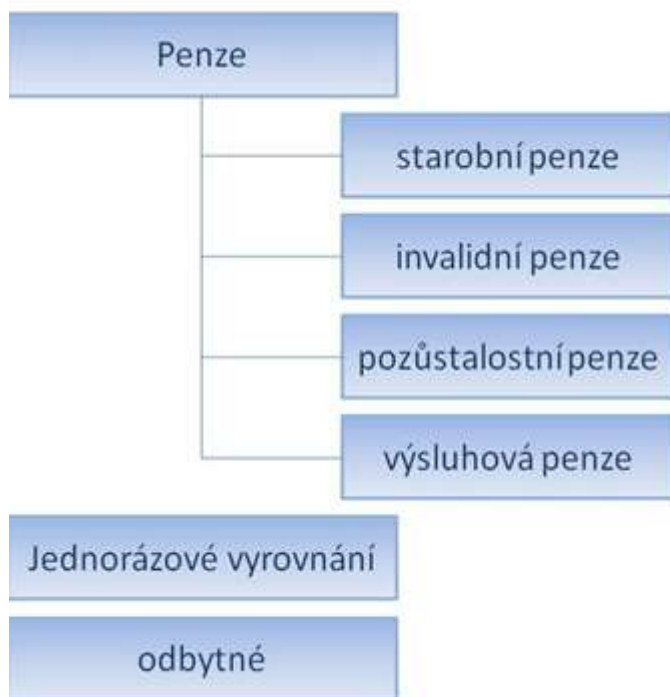 Penze
starobní penze
invalidní penze
pozůstalostní penze
výsluhová penze
Jednorázové vyrovnání
odbytné